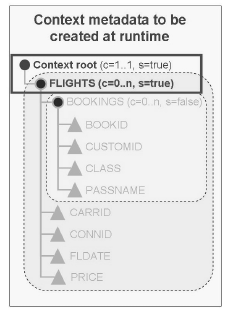 Context metadata to be
created at runtime
Context root (c=1..1, s=true)
FLIGHTS (c=0..n, s=true)
BOOKINGS (c=0..n, s=false)
BOOKID
CUSTOMID
CLASS
PASSNAME
CARRID
CONNID
FLDATE
PRICE